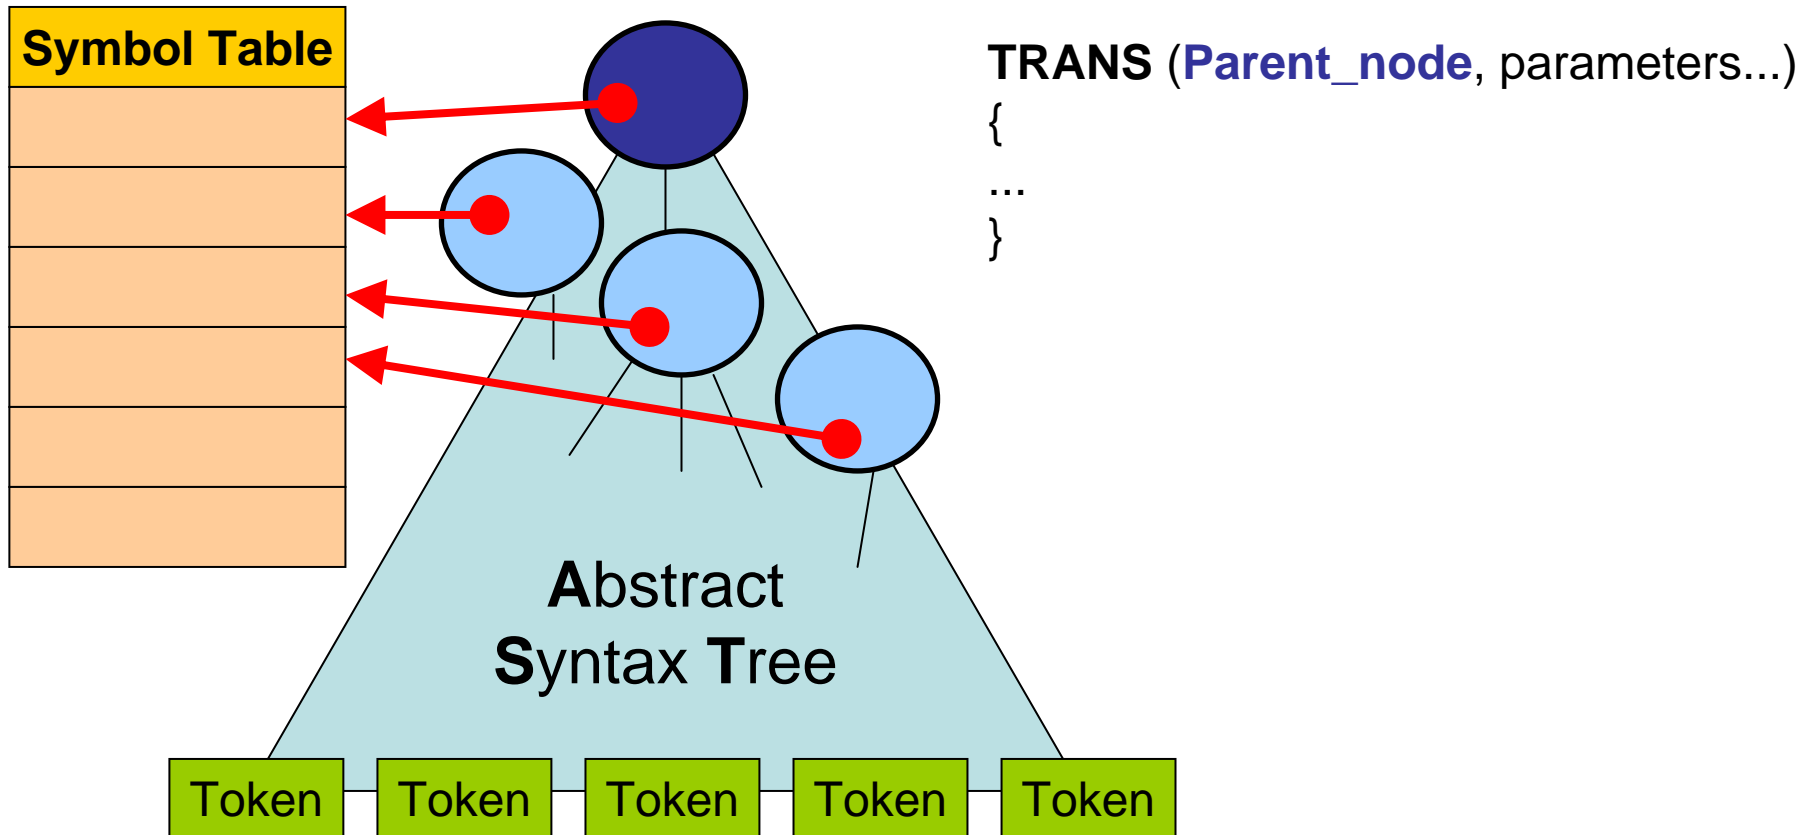 Symbol Table
TRANS (Parent_node, parameters...)
{
...
}
Abstract
Syntax Tree
Token Token Token Token Token